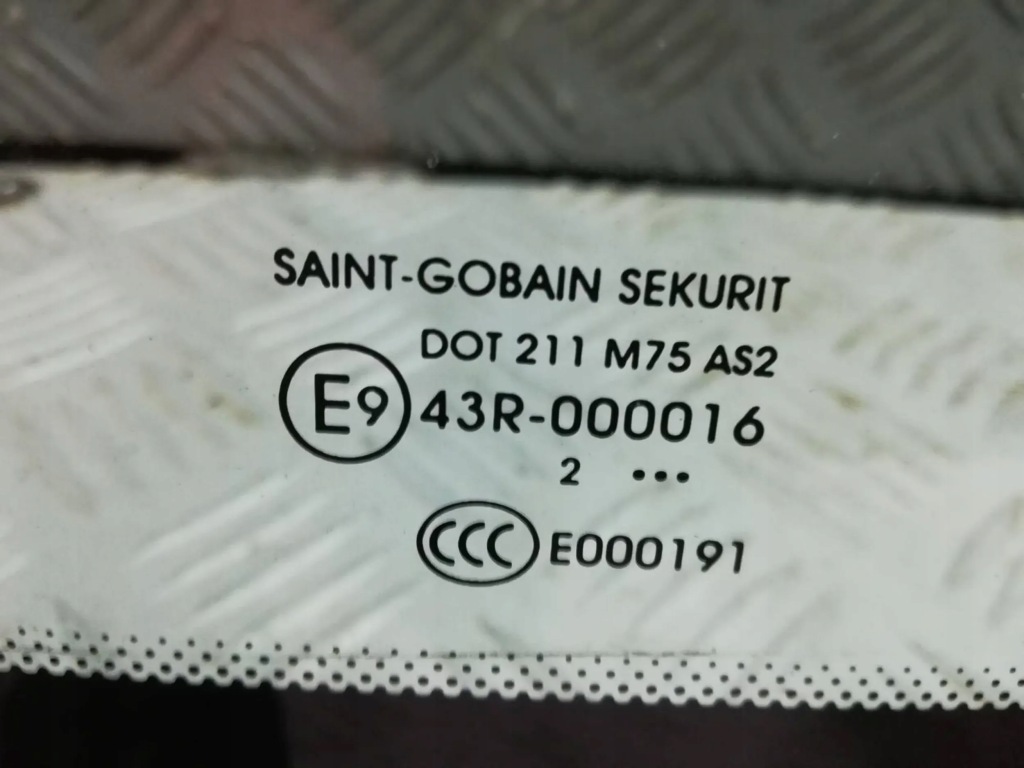 SAINT-GOBAIN SEKURIT
DOT 211 M75 AS2
E9 43R-000016
2 •••
CCC E000191